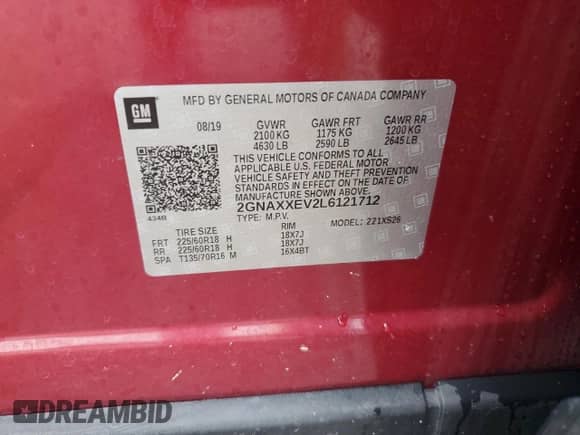 GM
MFD BY GENERAL MOTORS OF CANADA COMPANY
08/19 GVWR GAWR FRT GAWR RR
2100 KG 1175 KG 1200 KG
4630 LB 2590 LB 2645 LB
THIS VEHICLE CONFORMS TO ALL
APPLICABLE U.S. FEDERAL MOTOR
VEHICLE SAFETY AND THEFT
PREVENTION STANDARDS IN
EFFECT ON THE DATE OF
MANUFACTURE SHOWN ABOVE.
2GNAXXEV2L6121712
434B TYPE: M.P.V. MODEL: 221XS26
TIRE SIZE RIM
FRT 225/60R18 H 18X7J
RR 225/60R18 H 18X7J
SPA T135/70R16 M 16X4BT
DREAMBID